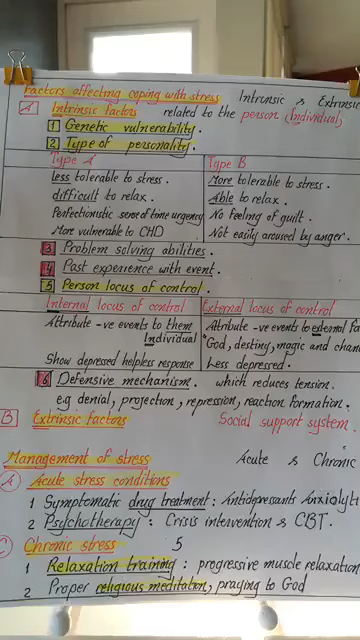 Factors affecting coping with stress Intrinsic & Extrinsic
A Intrinsic factors related to the person (Individual)
1 Genetic vulnerability.
2 Type of personality.
Type A Type B
less tolerable to stress. More tolerable to stress.
difficult to relax. Able to relax.
Perfectionistic sense of time urgency No feeling of guilt.
More vulnerable to CHD Not easily aroused by anger.
3 Problem solving abilities.
4 Past experience with event.
5 Person locus of control.
Internal locus of control External locus of control
Attribute -ve events to them Attribute -ve events to external fa
Individual God, destiny, magic and chan
Show depressed helpless response Less depressed.
6 Defensive mechanism. which reduces tension.
e.g denial, projection, repression, reaction formation.
B Extrinsic factors Social support system.
Management of stress Acute & Chronic
A Acute stress conditions
1 Symptomatic drug treatment: Antidepressants Anxiolyt
2 Psychotherapy: Crisis intervention & CBT.
C Chronic stress 5
1 Relaxation training: progressive muscle relaxation
2 Proper religious meditation, praying to God